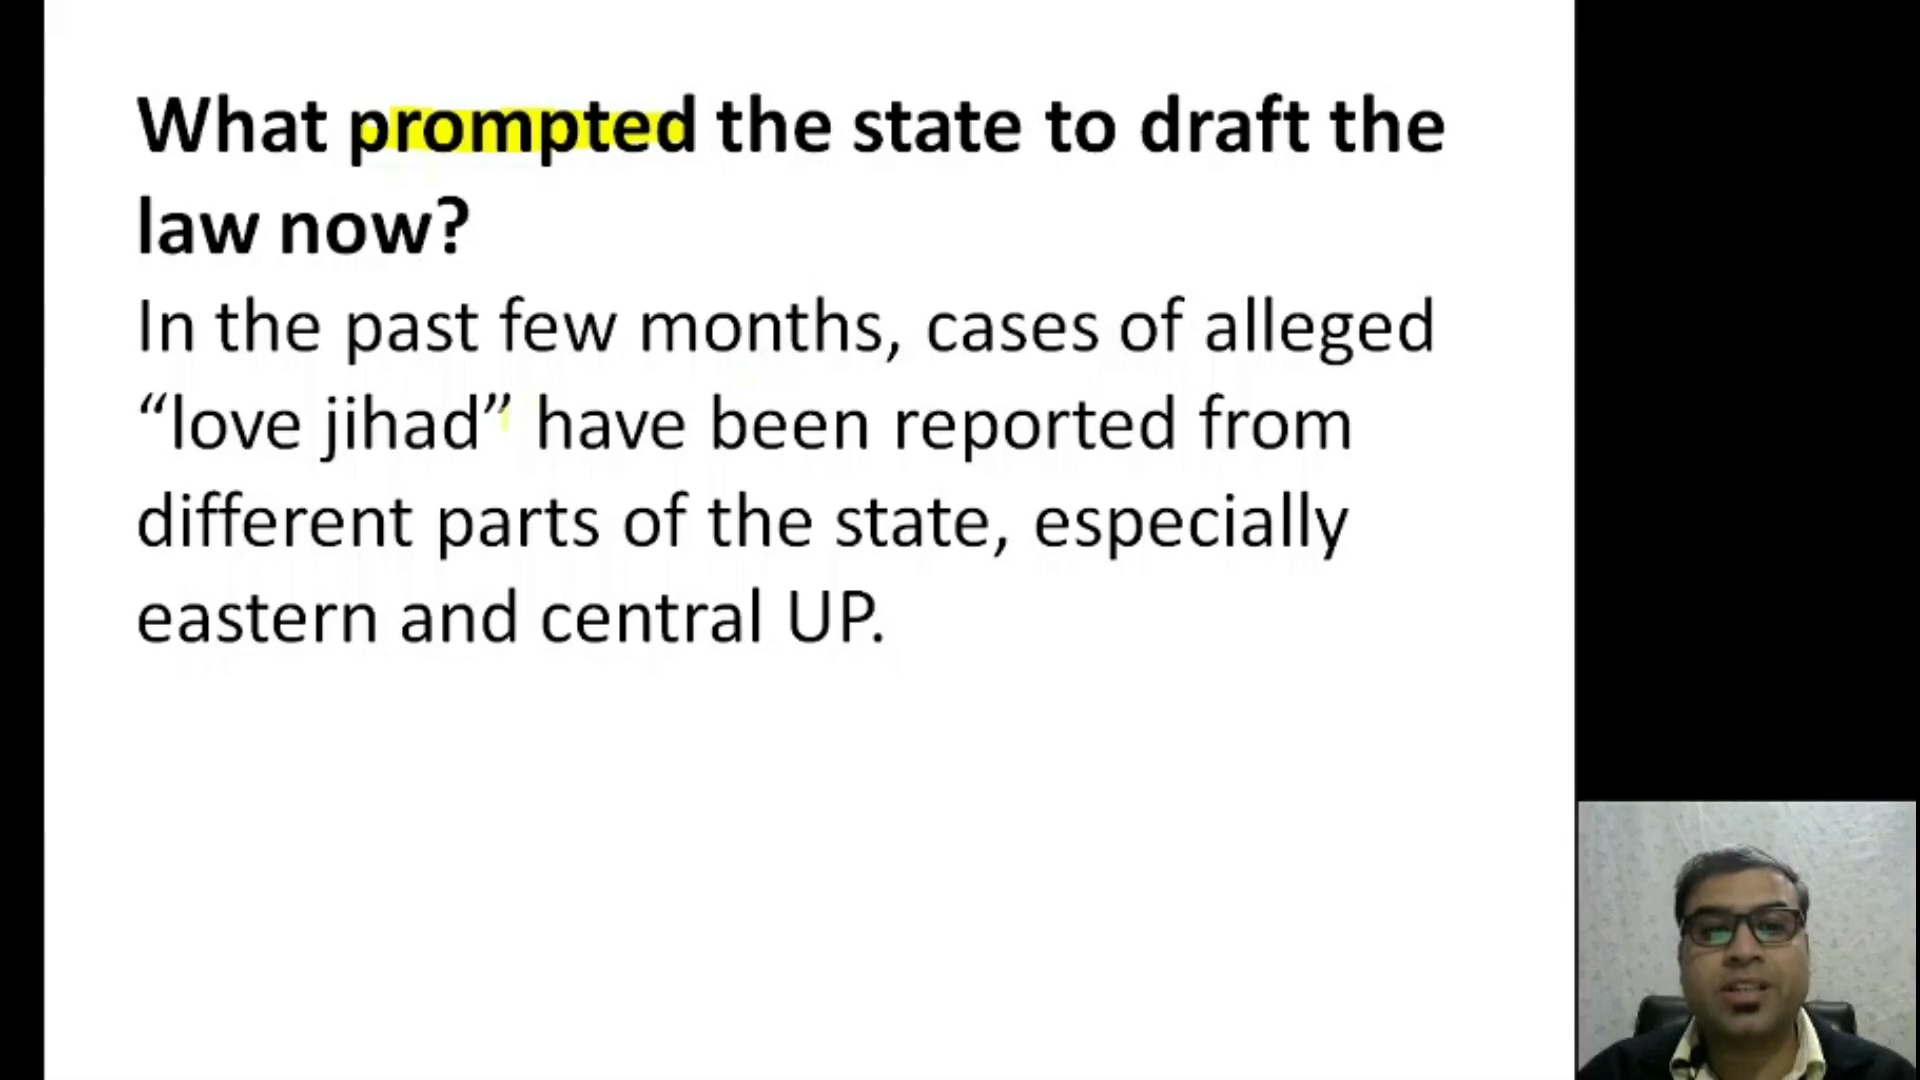 What prompted the state to draft the
law now?
In the past few months, cases of alleged
“love jihad” have been reported from
different parts of the state, especially
eastern and central UP.